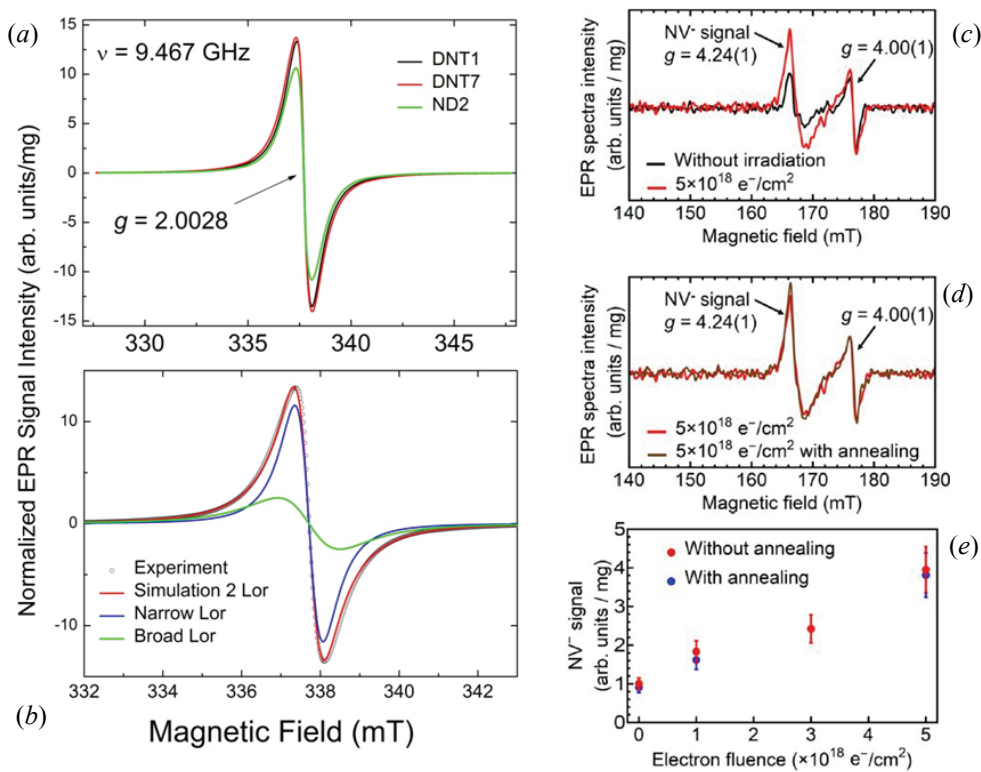 (a)
ν = 9.467 GHz
DNT1
DNT7
ND2
g = 2.0028
15
10
5
0
-5
-10
-15
330 335 340 345
Normalized EPR Signal Intensity (arb. units/mg)
10
0
-10
Experiment
Simulation 2 Lor
Narrow Lor
Broad Lor
332 334 336 338 340 342
(b)
Magnetic Field (mT)
(c)
NV- signal
g = 4.24(1)
g = 4.00(1)
EPR spectra intensity
(arb. units / mg)
Without irradiation
5×10¹⁸ e⁻/cm²
140 150 160 170 180 190
Magnetic field (mT)
(d)
NV- signal
g = 4.24(1)
g = 4.00(1)
EPR spectra intensity
(arb. units / mg)
5×10¹⁸ e⁻/cm²
5×10¹⁸ e⁻/cm² with annealing
140 150 160 170 180 190
Magnetic field (mT)
(e)
Without annealing
With annealing
NV⁻ signal
(arb. units / mg)
5
4
3
2
1
0
0 1 2 3 4 5
Electron fluence (×10¹⁸ e⁻/cm²)